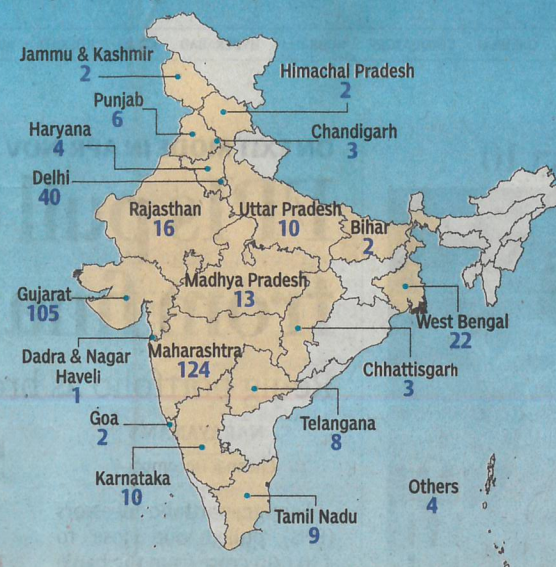 Jammu & Kashmir
2
Himachal Pradesh
2
Punjab
6
Chandigarh
3
Haryana
4
Delhi
40
Rajasthan
16
Uttar Pradesh
10
Bihar
2
Madhya Pradesh
13
Gujarat
105
West Bengal
22
Dadra & Nagar
Haveli
1
Maharashtra
124
Chhattisgarh
3
Goa
2
Telangana
8
Karnataka
10
Others
4
Tamil Nadu
9